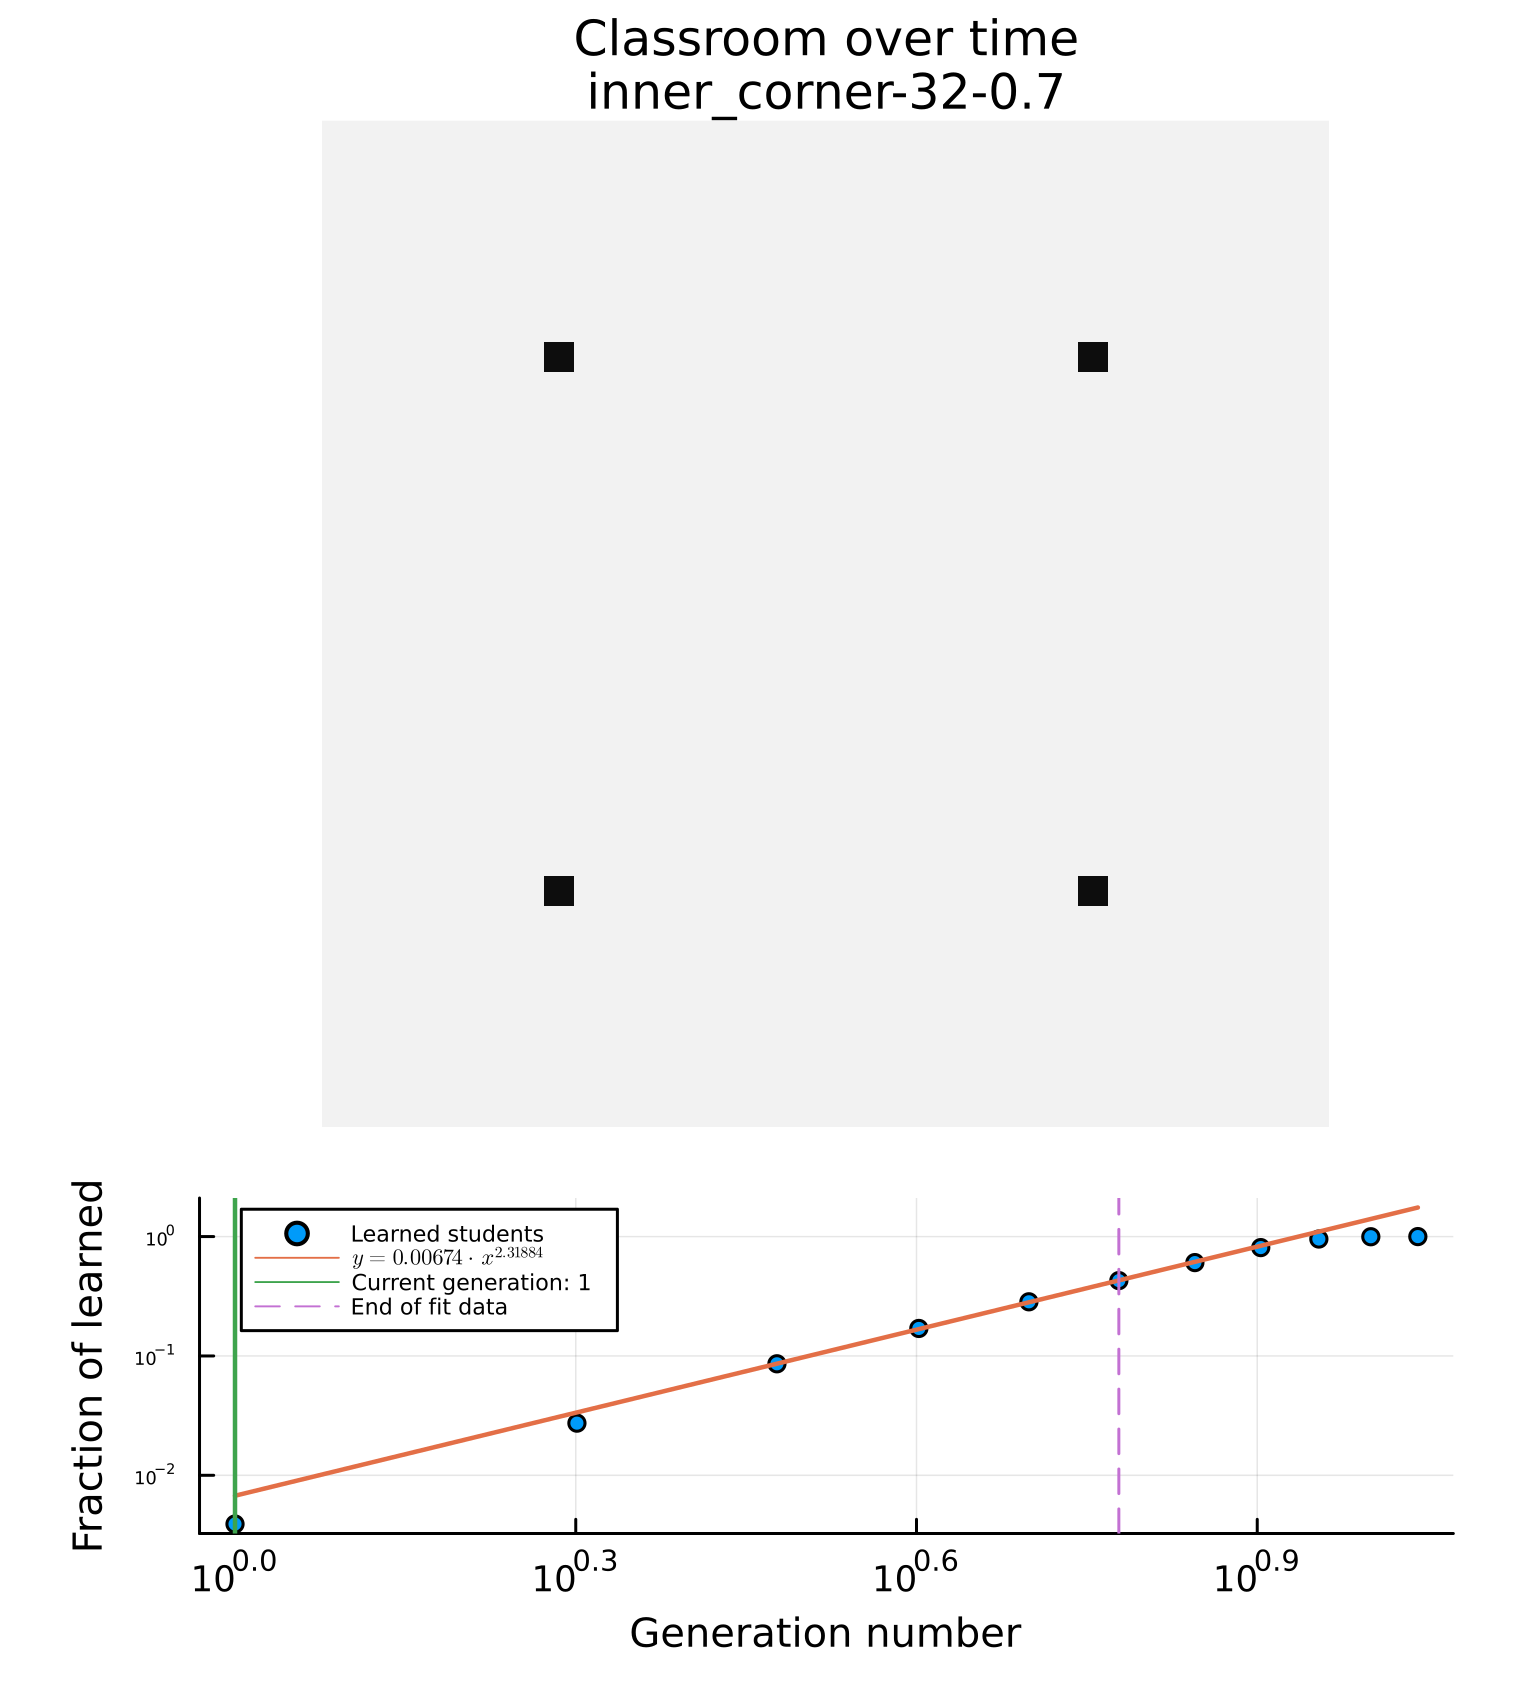 Classroom over time
inner_corner-32-0.7
Fraction of learned
10^0
10^-1
10^-2
Learned students
y = 0.00674 · x^2.31884
Current generation: 1
End of fit data
10^0.0 10^0.3 10^0.6 10^0.9
Generation number